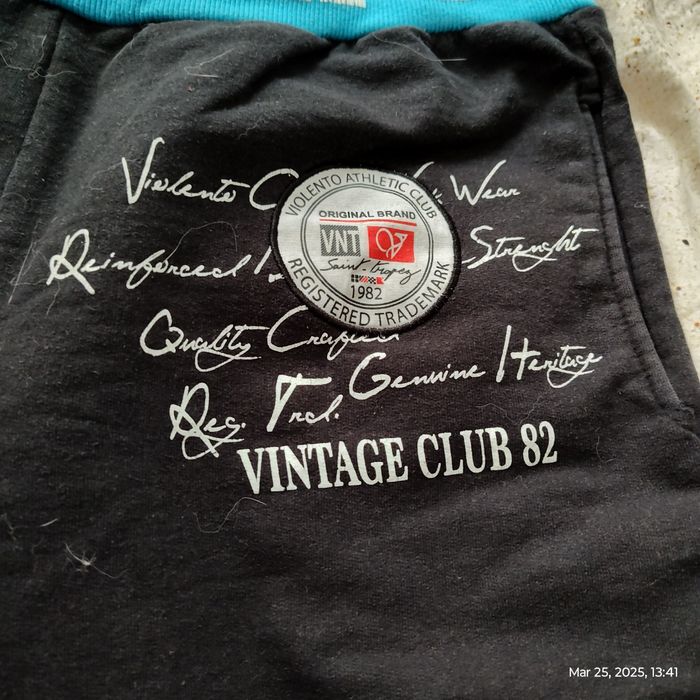 Violento Wear
VIOLENTO ATHLETIC CLUB
ORIGINAL BRAND
VNT
Saint-tropez
1982
REGISTERED TRADEMARK
Reinforced Strenght
Quality Crafted
Genuine Heritage
Reg. Trd.
VINTAGE CLUB 82
Mar 25, 2025, 13:41